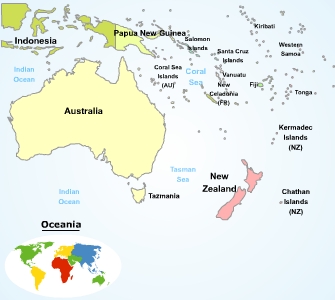 Kiribati
Papua New Guinea
Indonesia
Solomon
Islands
Western
Samoa
Santa Cruz
Islands
Indian
Ocean
Coral Sea
Islands
(AU)
Coral
Sea
Vanuatu
New
Caledonia
(FR)
Fiji
Tonga
Australia
Kermadec
Islands
(NZ)
Tasman
Sea
New
Zealand
Indian
Ocean
Tazmania
Chathan
Islands
(NZ)
Oceania